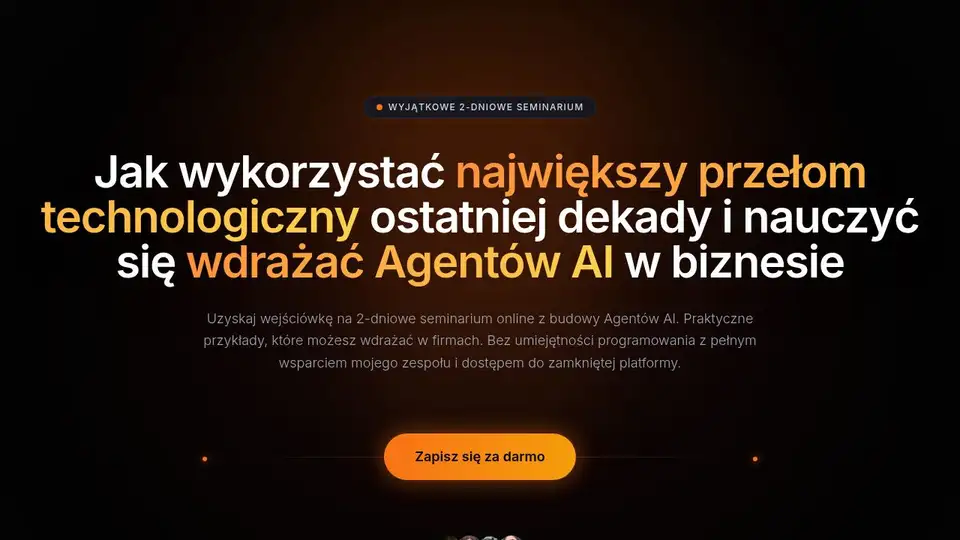 WYJĄTKOWE 2-DNIOWE SEMINARIUM
Jak wykorzystać największy przełom
technologiczny ostatniej dekady i nauczyć
się wdrażać Agentów AI w biznesie
Uzyskaj wejściówkę na 2-dniowe seminarium online z budowy Agentów AI. Praktyczne
przykłady, które możesz wdrażać w firmach. Bez umiejętności programowania z pełnym
wsparciem mojego zespołu i dostępem do zamkniętej platformy.
Zapisz się za darmo